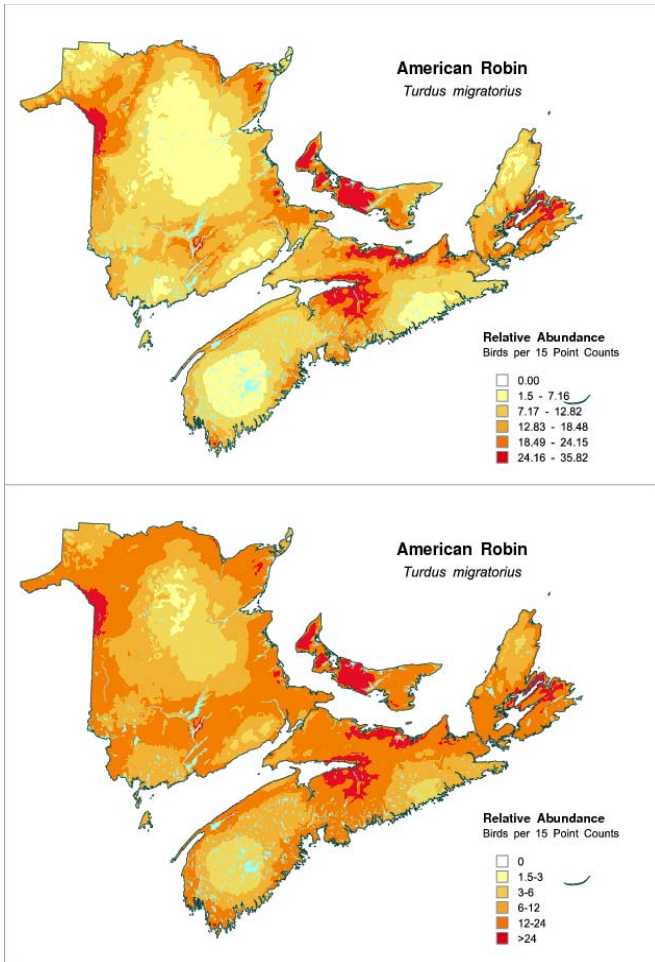 American Robin
Turdus migratorius
Relative Abundance
Birds per 15 Point Counts
0.00
1.5 - 7.16
7.17 - 12.82
12.83 - 18.48
18.49 - 24.15
24.16 - 35.82
American Robin
Turdus migratorius
Relative Abundance
Birds per 15 Point Counts
0
1.5-3
3-6
6-12
12-24
>24